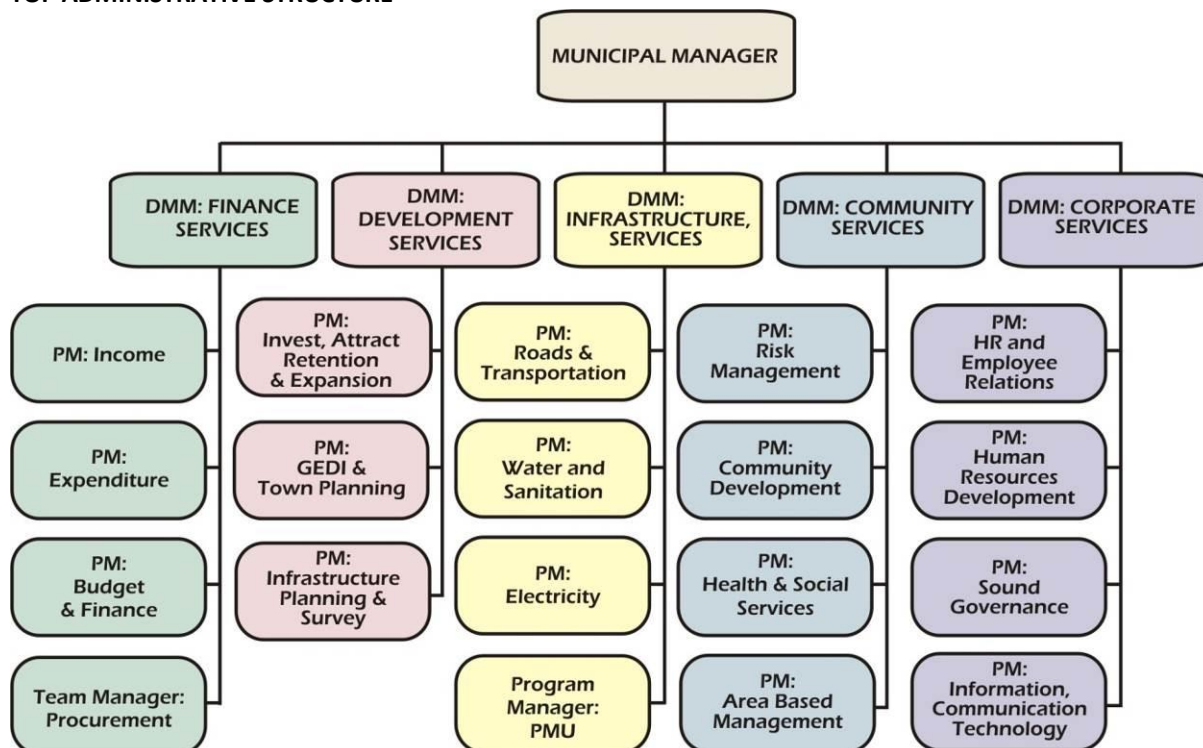 TOP ADMINISTRATIVE STRUCTURE
MUNICIPAL MANAGER
DMM: FINANCE
SERVICES
DMM:
DEVELOPMENT
SERVICES
DMM:
INFRASTRUCTURE,
SERVICES
DMM: COMMUNITY
SERVICES
DMM: CORPORATE
SERVICES
PM: Income
PM:
Expenditure
PM:
Budget
& Finance
Team Manager:
Procurement
PM:
Invest, Attract
Retention
& Expansion
PM:
GEDI &
Town Planning
PM:
Infrastructure
Planning &
Survey
PM:
Roads &
Transportation
PM:
Water and
Sanitation
PM:
Electricity
Program
Manager:
PMU
PM:
Risk
Management
PM:
Community
Development
PM:
Health & Social
Services
PM:
Area Based
Management
PM:
HR and
Employee
Relations
PM:
Human
Resources
Development
PM:
Sound
Governance
PM:
Information,
Communication
Technology